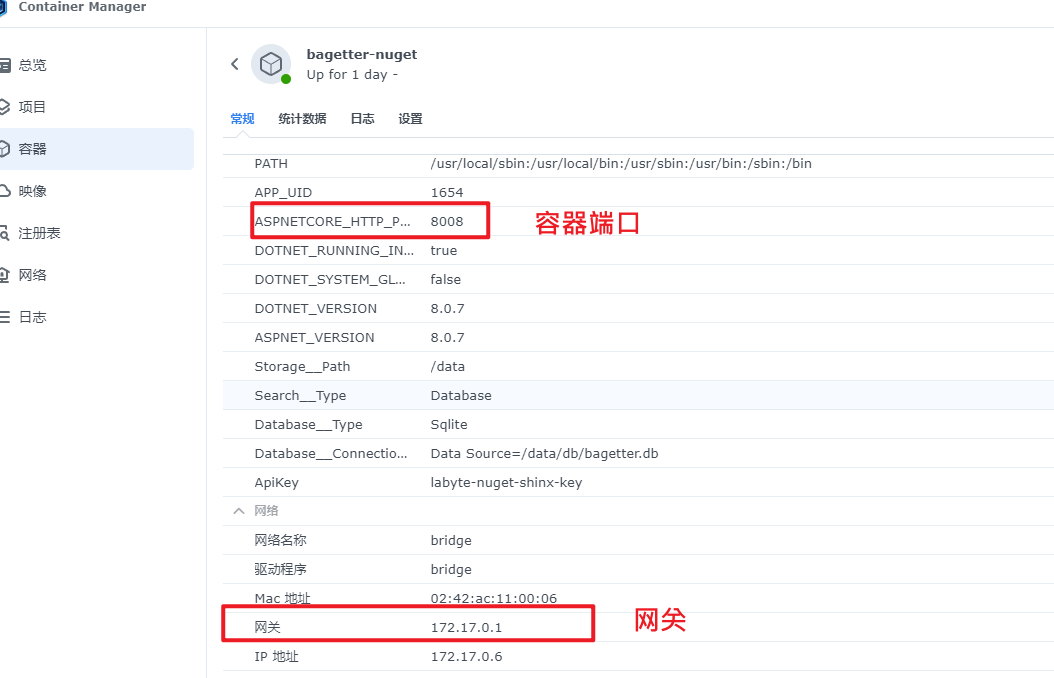 Container Manager
总览
项目
容器
映像
注册表
网络
日志
bagetter-nuget
Up for 1 day -
常规 统计数据 日志 设置
PATH /usr/local/sbin:/usr/local/bin:/usr/sbin:/usr/bin:/sbin:/bin
APP_UID 1654
ASPNETCORE_HTTP_P... 8008 容器端口
DOTNET_RUNNING_IN... true
DOTNET_SYSTEM_GL... false
DOTNET_VERSION 8.0.7
ASPNET_VERSION 8.0.7
Storage__Path /data
Search__Type Database
Database__Type Sqlite
Database__Connectio... Data Source=/data/db/bagetter.db
ApiKey labyte-nuget-shinx-key
网络
网络名称 bridge
驱动程序 bridge
Mac 地址 02:42:ac:11:00:06
网关 172.17.0.1 网关
IP 地址 172.17.0.6